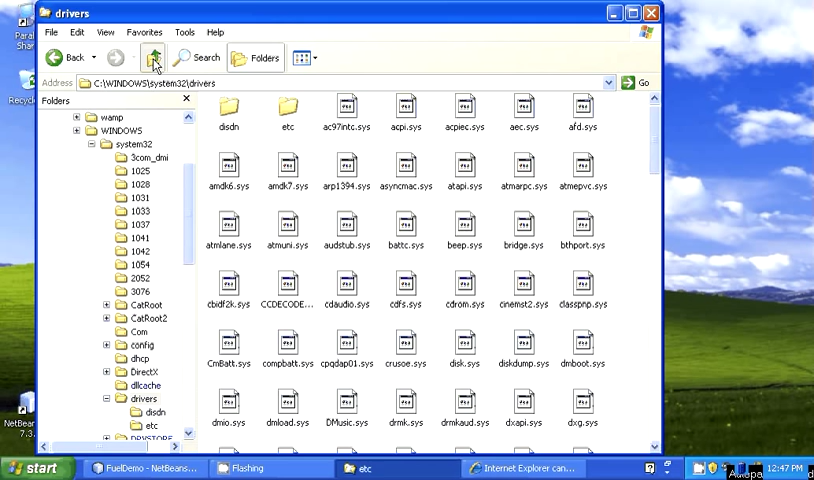 drivers
File Edit View Favorites Tools Help
Back Search Folders
Address C:\WINDOWS\system32\drivers Go
Folders
wamp
WINDOWS
system32
3com_dmi
1025
1028
1031
1033
1037
1041
1042
1054
2052
3076
CatRoot
CatRoot2
Com
config
dhcp
DirectX
dllcache
drivers
disdn
etc
DRVSTORE
disdn etc ac97intc.sys acpi.sys acpiec.sys aec.sys afd.sys
amdk6.sys amdk7.sys arp1394.sys asyncmac.sys atapi.sys atmarpc.sys atmepvc.sys
atmlane.sys atmuni.sys audstub.sys battc.sys beep.sys bridge.sys bthport.sys
cbidf2k.sys CCDECODE... cdaudio.sys cdfs.sys cdrom.sys cinemst2.sys classpnp.sys
CmBatt.sys compbatt.sys cpqdap01.sys crusoe.sys disk.sys diskdump.sys dmboot.sys
dmio.sys dmload.sys DMusic.sys drmk.sys drmkaud.sys dxapi.sys dxg.sys
Paral
Shar
Recyc
NetBean
7.3.
start FuelDemo - NetBeans... Flashing etc Internet Explorer can... 12:47 PM